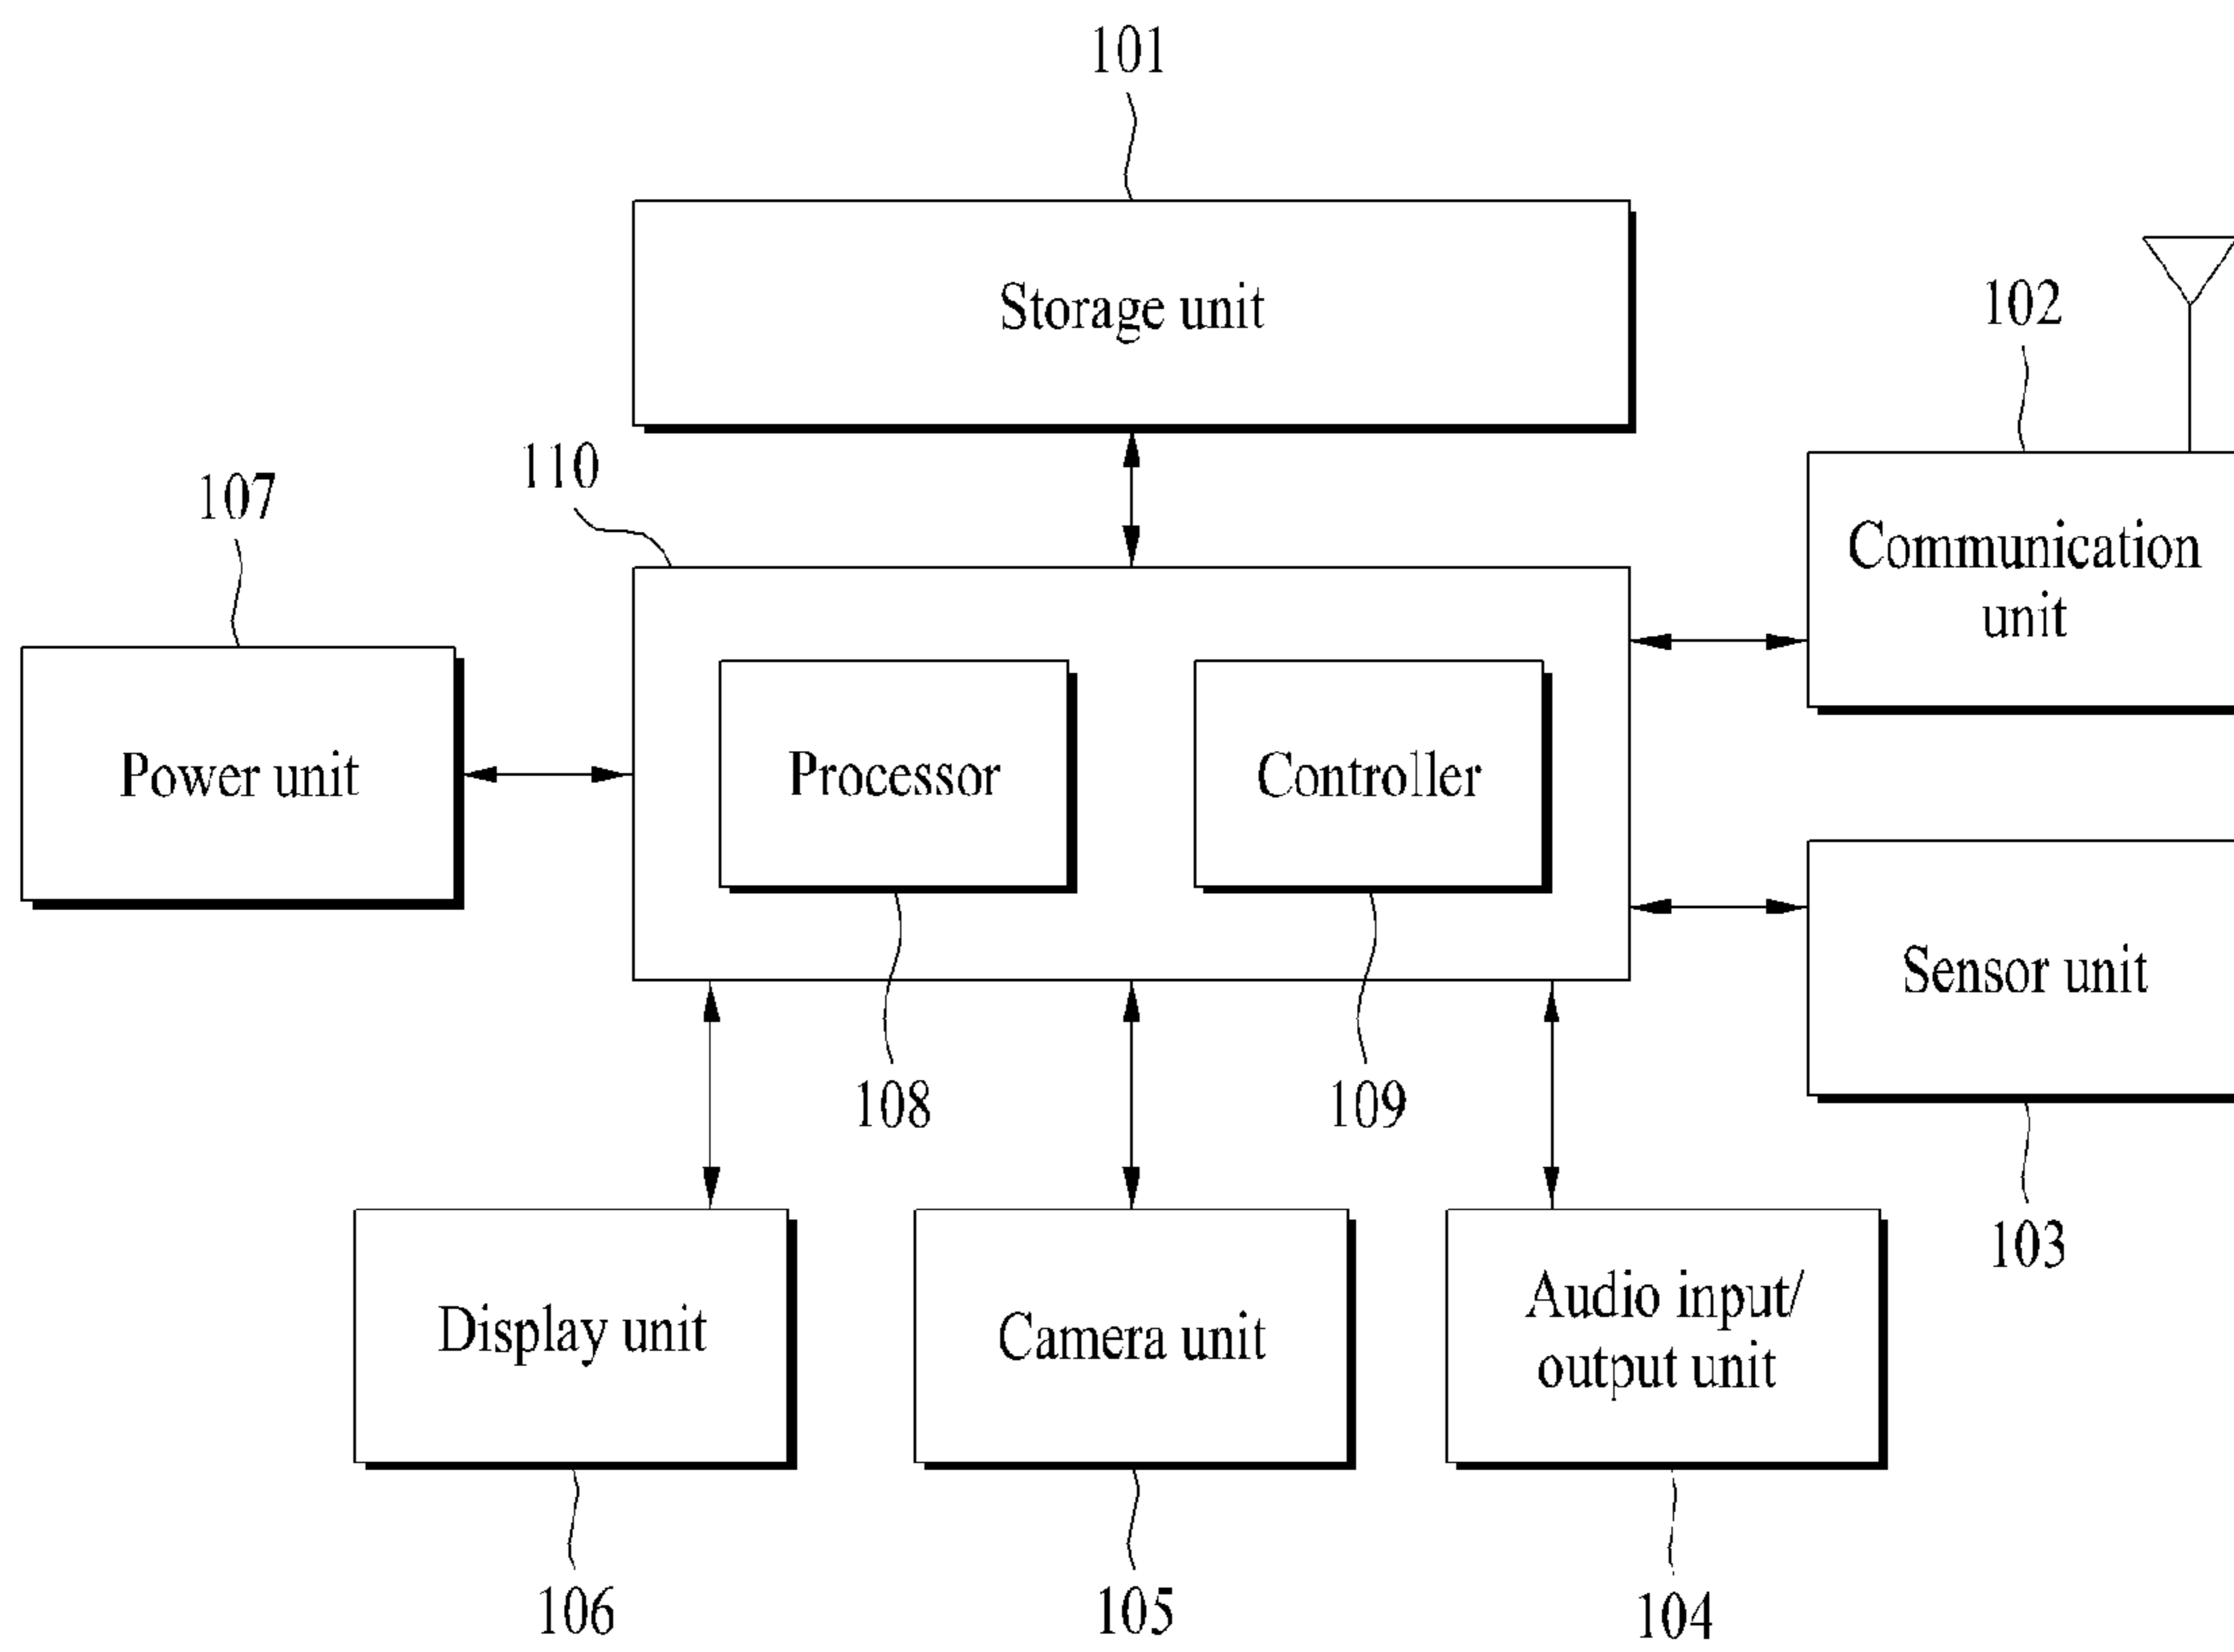 101
Storage unit
102
110
107
Communication
unit
Power unit
Processor
Controller
Sensor unit
108
109
103
Display unit
Camera unit
Audio input/
output unit
106
105
104